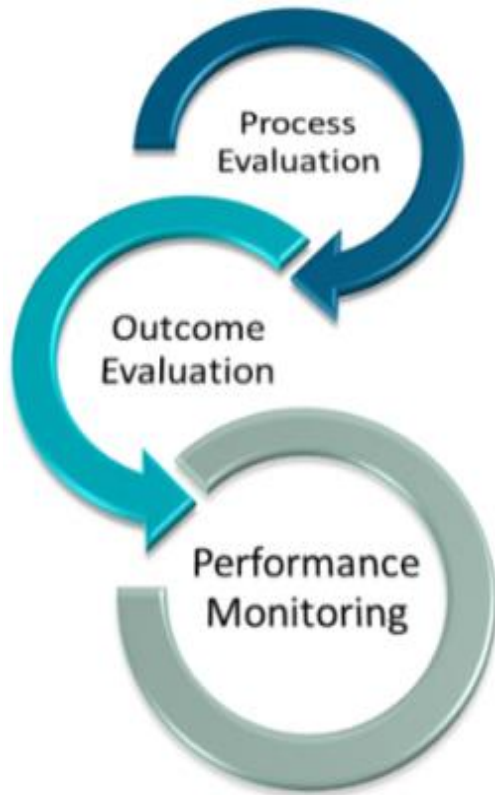 Process
Evaluation
Outcome
Evaluation
Performance
Monitoring